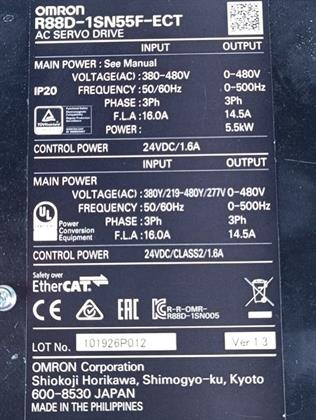 OMRON
R88D-1SN55F-ECT
AC SERVO DRIVE
INPUT OUTPUT
MAIN POWER : See Manual
VOLTAGE(AC) : 380-480V 0-480V
IP20 FREQUENCY : 50/60Hz 0-500Hz
PHASE : 3Ph 3Ph
F.L.A : 16.0A 14.5A
POWER : 5.5kW
CONTROL POWER 24VDC/1.6A
INPUT OUTPUT
MAIN POWER
VOLTAGE(AC) : 380Y/219-480Y/277V 0-480V
FREQUENCY : 50/60Hz 0-500Hz
PHASE : 3Ph 3Ph
F.L.A : 16.0A 14.5A
UL
Power
Conversion
Equipment
CONTROL POWER 24VDC/CLASS2/1.6A
Safety over
EtherCAT
CE EAC R-R-OMR-
R88D-1SN005
LOT No. 101926P012 Ver 1.3
OMRON Corporation
Shiokoji Horikawa, Shimogyo-ku, Kyoto
600-8530 JAPAN
MADE IN THE PHILIPPINES